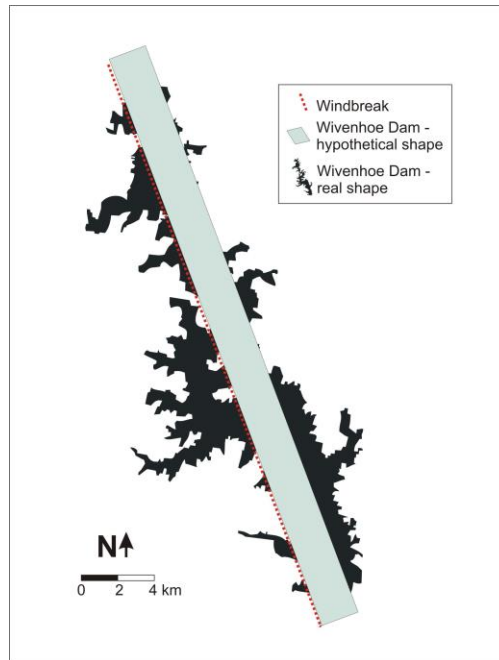 Windbreak
Wivenhoe Dam -
hypothetical shape
Wivenhoe Dam -
real shape
N
0 2 4 km